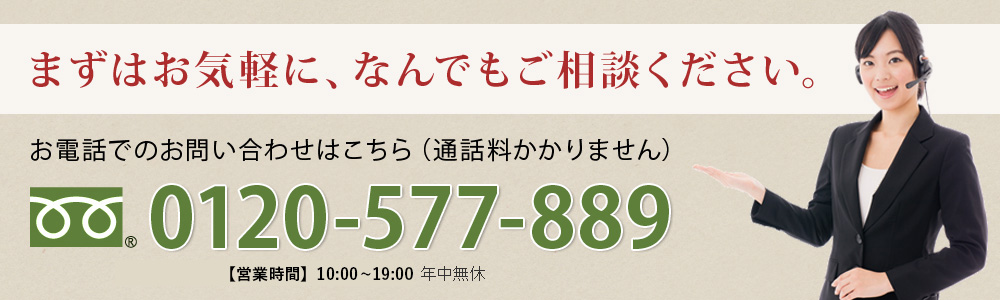 まずはお気軽に、なんでもご相談ください。
お電話でのお問い合わせはこちら（通話料かかりません）
® 0120-577-889
【営業時間】10:00～19:00 年中無休